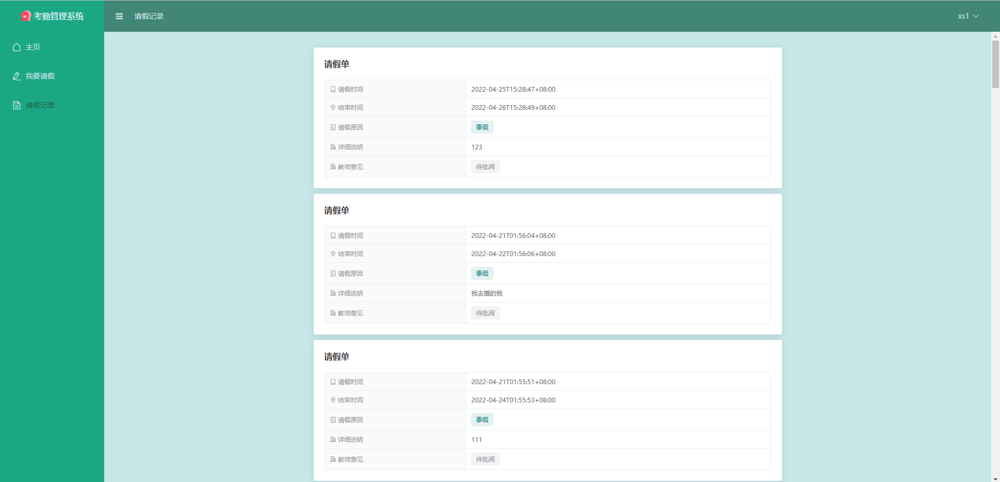 考勤管理系统
请假记录
xs1
主页
我要请假
请假记录
请假单
请假时间 2022-04-25T15:28:47+08:00
结束时间 2022-04-26T15:28:49+08:00
请假原因 事假
详细说明 123
教师意见 待批阅
请假单
请假时间 2022-04-21T01:56:04+08:00
结束时间 2022-04-22T01:56:06+08:00
请假原因 事假
详细说明 我去饿的我
教师意见 待批阅
请假单
请假时间 2022-04-21T01:55:51+08:00
结束时间 2022-04-24T01:55:53+08:00
请假原因 事假
详细说明 111
教师意见 待批阅